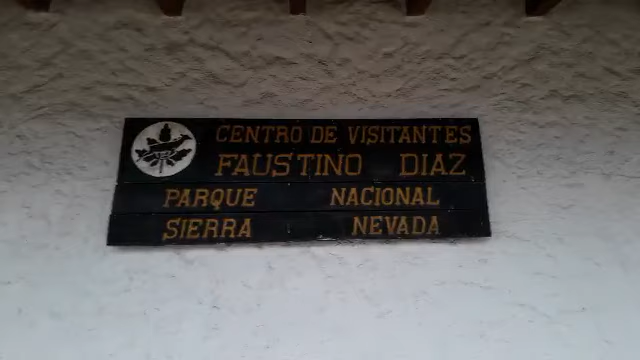 CENTRO DE VISITANTES
FAUSTINO DIAZ
PARQUE NACIONAL
SIERRA NEVADA